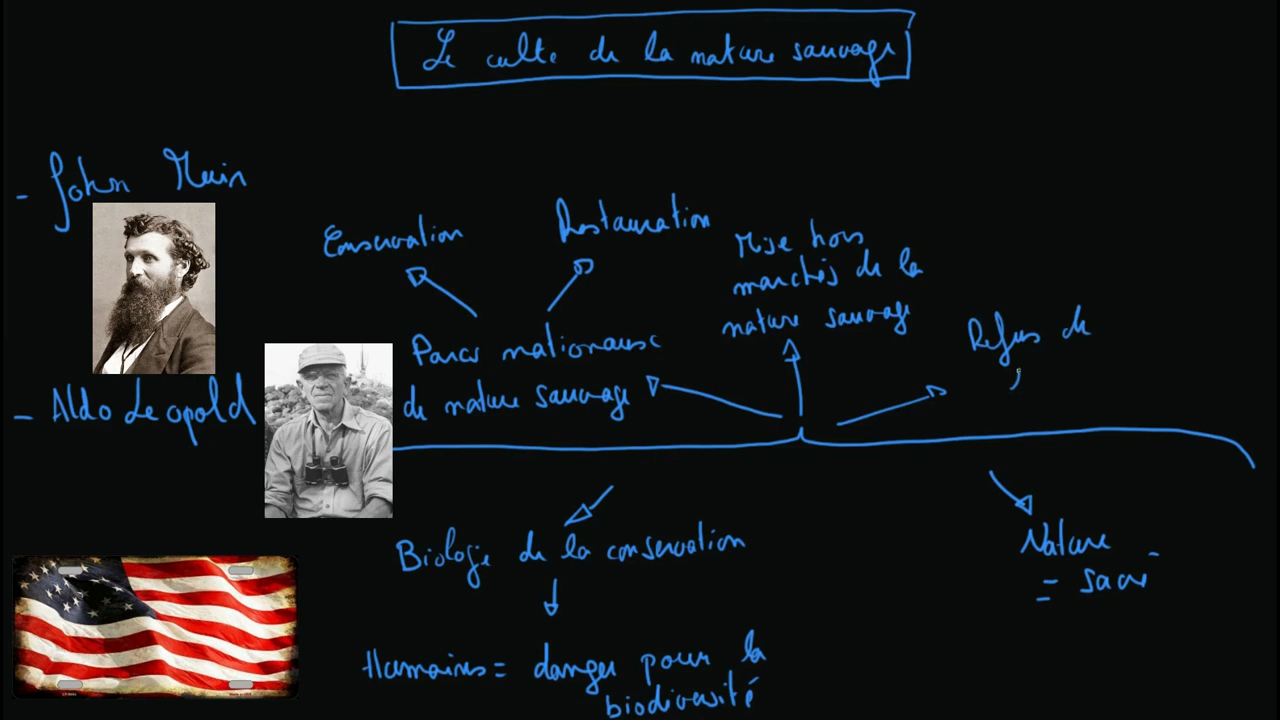 Le culte de la nature sauvage
- John Muir
Conservation
Restauration
Mise hors
marchés de la
nature sauvage
Refus de
Parcs nationaux
de nature sauvage
- Aldo Leopold
Biologie de la conservation
Nature
= sacré
Humains = danger pour la
biodiversité